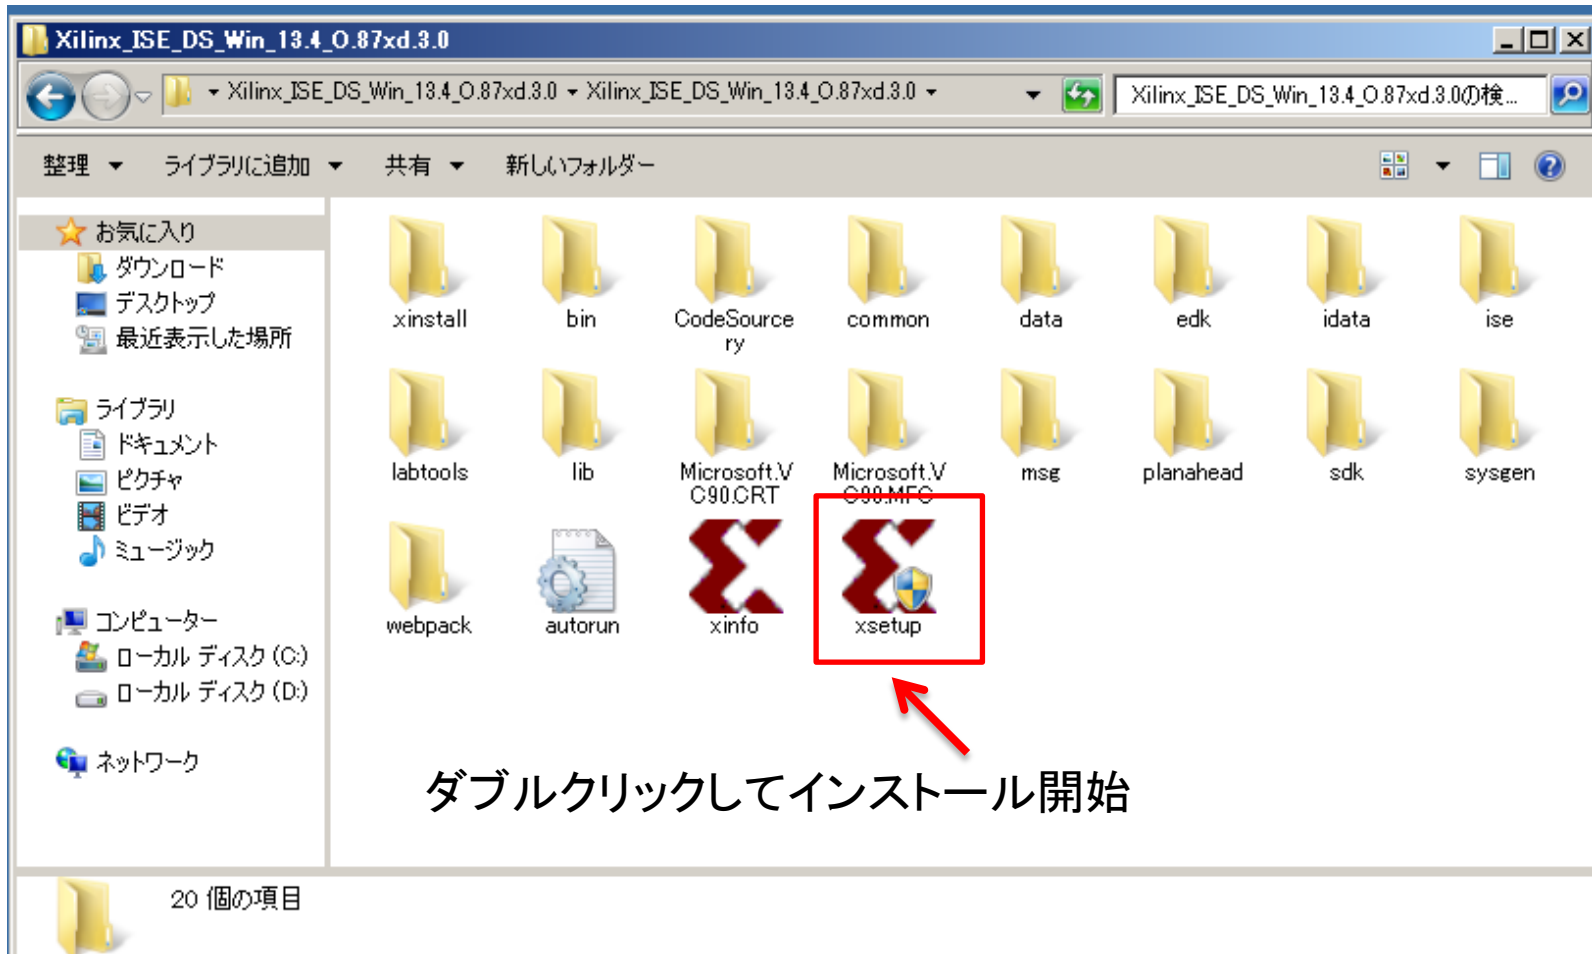 Xilinx_ISE_DS_Win_13.4_O.87xd.3.0
Xilinx_ISE_DS_Win_13.4_O.87xd.3.0 Xilinx_ISE_DS_Win_13.4_O.87xd.3.0
Xilinx_ISE_DS_Win_13.4_O.87xd.3.0の検...
整理 ライブラリに追加 共有 新しいフォルダー
お気に入り
ダウンロード
デスクトップ
最近表示した場所
ライブラリ
ドキュメント
ピクチャ
ビデオ
ミュージック
コンピューター
ローカル ディスク (C:)
ローカル ディスク (D:)
ネットワーク
xinstall bin CodeSource common data edk idata ise
ry
labtools lib Microsoft.V Microsoft.V msg planahead sdk sysgen
C90.CRT C90.MFC
webpack autorun xinfo xsetup
ダブルクリックしてインストール開始
20 個の項目